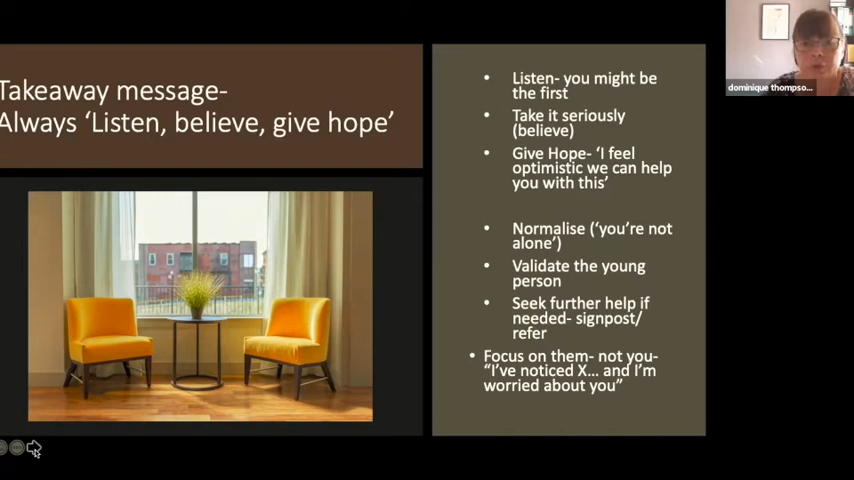 Takeaway message-
Always ‘Listen, believe, give hope’
• Listen- you might be
the first
• Take it seriously
(believe)
• Give Hope- ‘I feel
optimistic we can help
you with this’
• Normalise (‘you’re not
alone’)
• Validate the young
person
• Seek further help if
needed- signpost/
refer
• Focus on them- not you-
“I’ve noticed X... and I’m
worried about you”
dominique thompso...